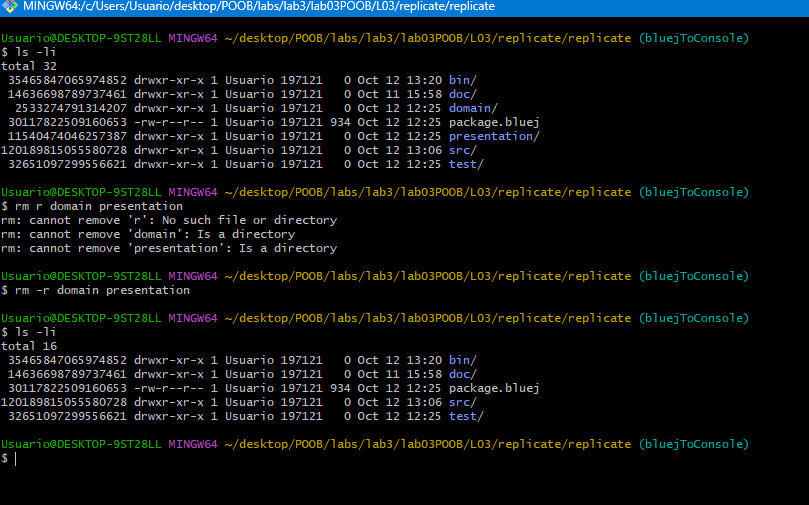 MINGW64:/c/Users/Usuario/desktop/POOB/labs/lab3/lab03POOB/L03/replicate/replicate
Usuario@DESKTOP-9ST28LL MINGW64 ~/desktop/POOB/labs/lab3/lab03POOB/L03/replicate/replicate (bluejToConsole)
$ ls -li
total 32
35465847065974852 drwxr-xr-x 1 Usuario 197121 0 Oct 12 13:20 bin/
14636698789737461 drwxr-xr-x 1 Usuario 197121 0 Oct 11 15:58 doc/
2533274791314207 drwxr-xr-x 1 Usuario 197121 0 Oct 12 12:25 domain/
30117822509160653 -rw-r--r-- 1 Usuario 197121 934 Oct 12 12:25 package.bluej
11540474046257387 drwxr-xr-x 1 Usuario 197121 0 Oct 12 12:25 presentation/
120189815055580728 drwxr-xr-x 1 Usuario 197121 0 Oct 12 13:06 src/
32651097299556621 drwxr-xr-x 1 Usuario 197121 0 Oct 12 12:25 test/
Usuario@DESKTOP-9ST28LL MINGW64 ~/desktop/POOB/labs/lab3/lab03POOB/L03/replicate/replicate (bluejToConsole)
$ rm r domain presentation
rm: cannot remove 'r': No such file or directory
rm: cannot remove 'domain': Is a directory
rm: cannot remove 'presentation': Is a directory
Usuario@DESKTOP-9ST28LL MINGW64 ~/desktop/POOB/labs/lab3/lab03POOB/L03/replicate/replicate (bluejToConsole)
$ rm -r domain presentation
Usuario@DESKTOP-9ST28LL MINGW64 ~/desktop/POOB/labs/lab3/lab03POOB/L03/replicate/replicate (bluejToConsole)
$ ls -li
total 16
35465847065974852 drwxr-xr-x 1 Usuario 197121 0 Oct 12 13:20 bin/
14636698789737461 drwxr-xr-x 1 Usuario 197121 0 Oct 11 15:58 doc/
30117822509160653 -rw-r--r-- 1 Usuario 197121 934 Oct 12 12:25 package.bluej
120189815055580728 drwxr-xr-x 1 Usuario 197121 0 Oct 12 13:06 src/
32651097299556621 drwxr-xr-x 1 Usuario 197121 0 Oct 12 12:25 test/
Usuario@DESKTOP-9ST28LL MINGW64 ~/desktop/POOB/labs/lab3/lab03POOB/L03/replicate/replicate (bluejToConsole)
$